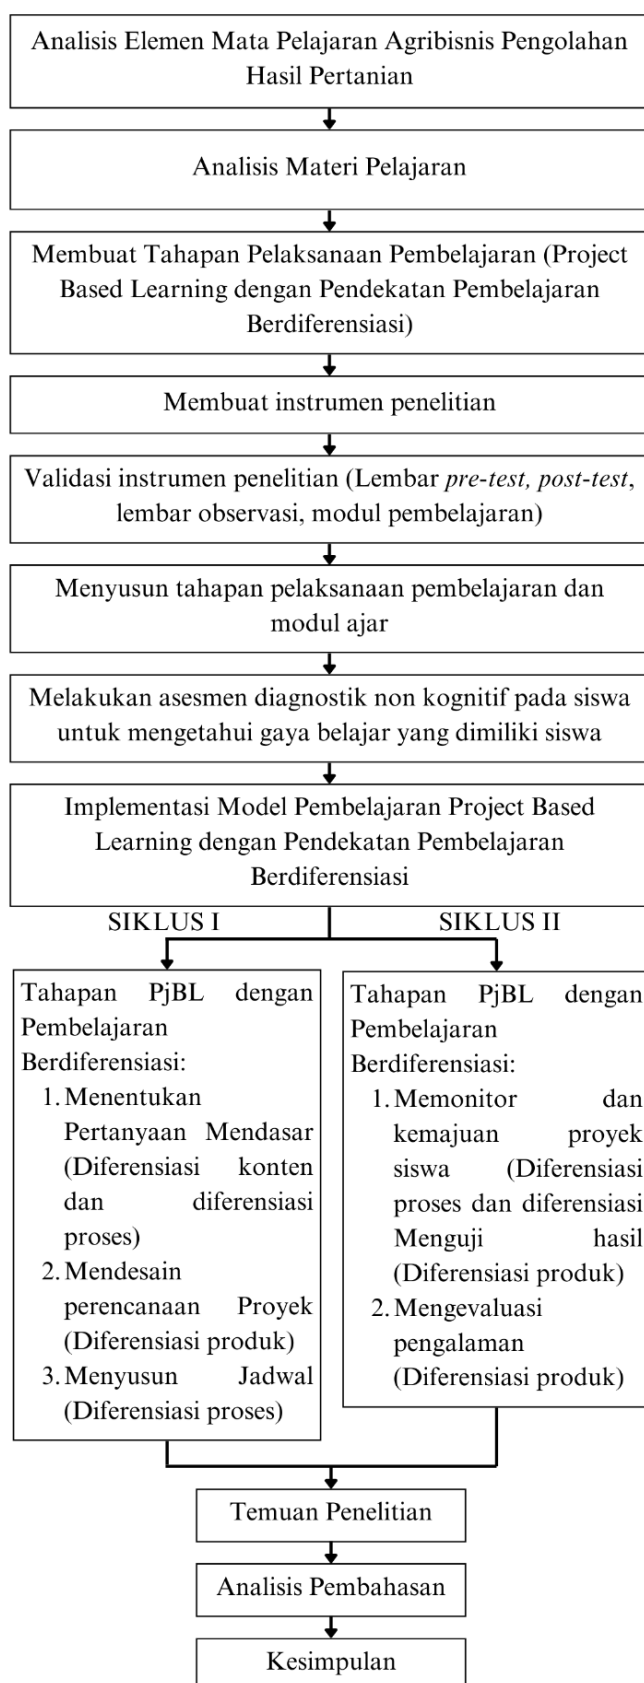 Analisis Elemen Mata Pelajaran Agribisnis Pengolahan
Hasil Pertanian
Analisis Materi Pelajaran
Membuat Tahapan Pelaksanaan Pembelajaran (Project
Based Learning dengan Pendekatan Pembelajaran
Berdiferensiasi)
Membuat instrumen penelitian
Validasi instrumen penelitian (Lembar pre-test, post-test,
lembar observasi, modul pembelajaran)
Menyusun tahapan pelaksanaan pembelajaran dan
modul ajar
Melakukan asesmen diagnostik non kognitif pada siswa
untuk mengetahui gaya belajar yang dimiliki siswa
Implementasi Model Pembelajaran Project Based
Learning dengan Pendekatan Pembelajaran
Berdiferensiasi
SIKLUS I
Tahapan PjBL dengan
Pembelajaran
Berdiferensiasi:
1. Menentukan
Pertanyaan Mendasar
(Diferensiasi konten
dan diferensiasi
proses)
2. Mendesain
perencanaan Proyek
(Diferensiasi produk)
3. Menyusun Jadwal
(Diferensiasi proses)
SIKLUS II
Tahapan PjBL dengan
Pembelajaran
Berdiferensiasi:
1. Memonitor dan
kemajuan proyek
siswa (Diferensiasi
proses dan diferensiasi
Menguji hasil
(Diferensiasi produk)
2. Mengevaluasi
pengalaman
(Diferensiasi produk)
Temuan Penelitian
Analisis Pembahasan
Kesimpulan